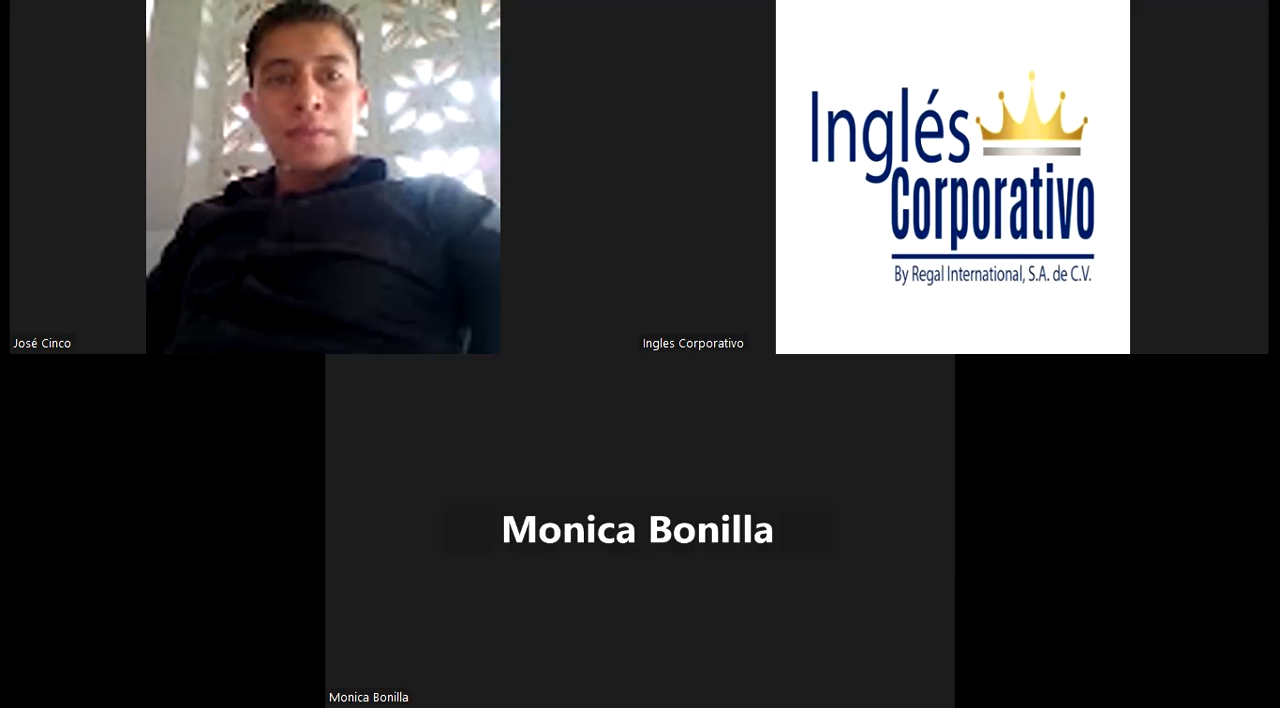 Inglés
Corporativo
By Regal International, S.A. de C.V.
José Cinco
Ingles Corporativo
Monica Bonilla
Monica Bonilla